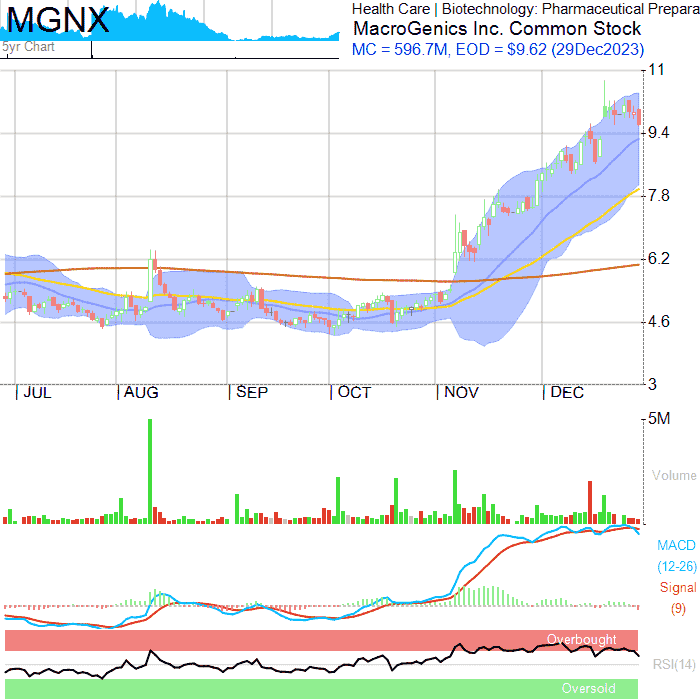 MGNX
5yr Chart
Health Care | Biotechnology: Pharmaceutical Prepara
MacroGenics Inc. Common Stock
MC = 596.7M, EOD = $9.62 (29Dec2023)
11
9.4
7.8
6.2
4.6
3
JUL
AUG
SEP
OCT
NOV
DEC
5M
Volume
MACD
(12-26)
Signal
(9)
Overbought
RSI(14)
Oversold